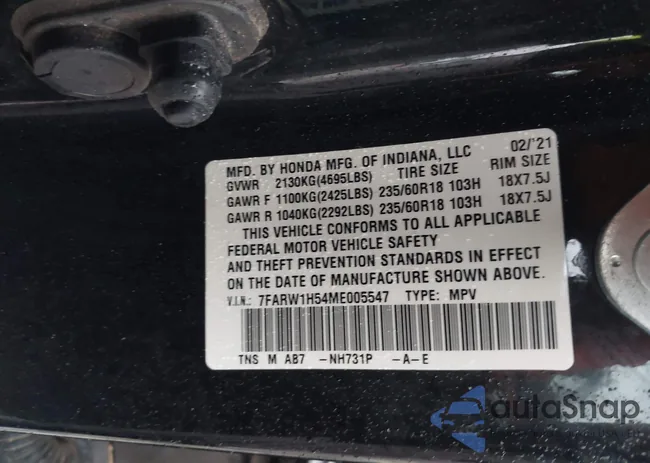 MFD. BY HONDA MFG. OF INDIANA, LLC 02/'21
GVWR 2130KG(4695LBS) TIRE SIZE RIM SIZE
GAWR F 1100KG(2425LBS) 235/60R18 103H 18X7.5J
GAWR R 1040KG(2292LBS) 235/60R18 103H 18X7.5J
THIS VEHICLE CONFORMS TO ALL APPLICABLE
FEDERAL MOTOR VEHICLE SAFETY
AND THEFT PREVENTION STANDARDS IN EFFECT
ON THE DATE OF MANUFACTURE SHOWN ABOVE.
V.I.N.: 7FARW1H54ME005547 TYPE: MPV
TNS M AB7 -NH731P -A-E
autoSnap